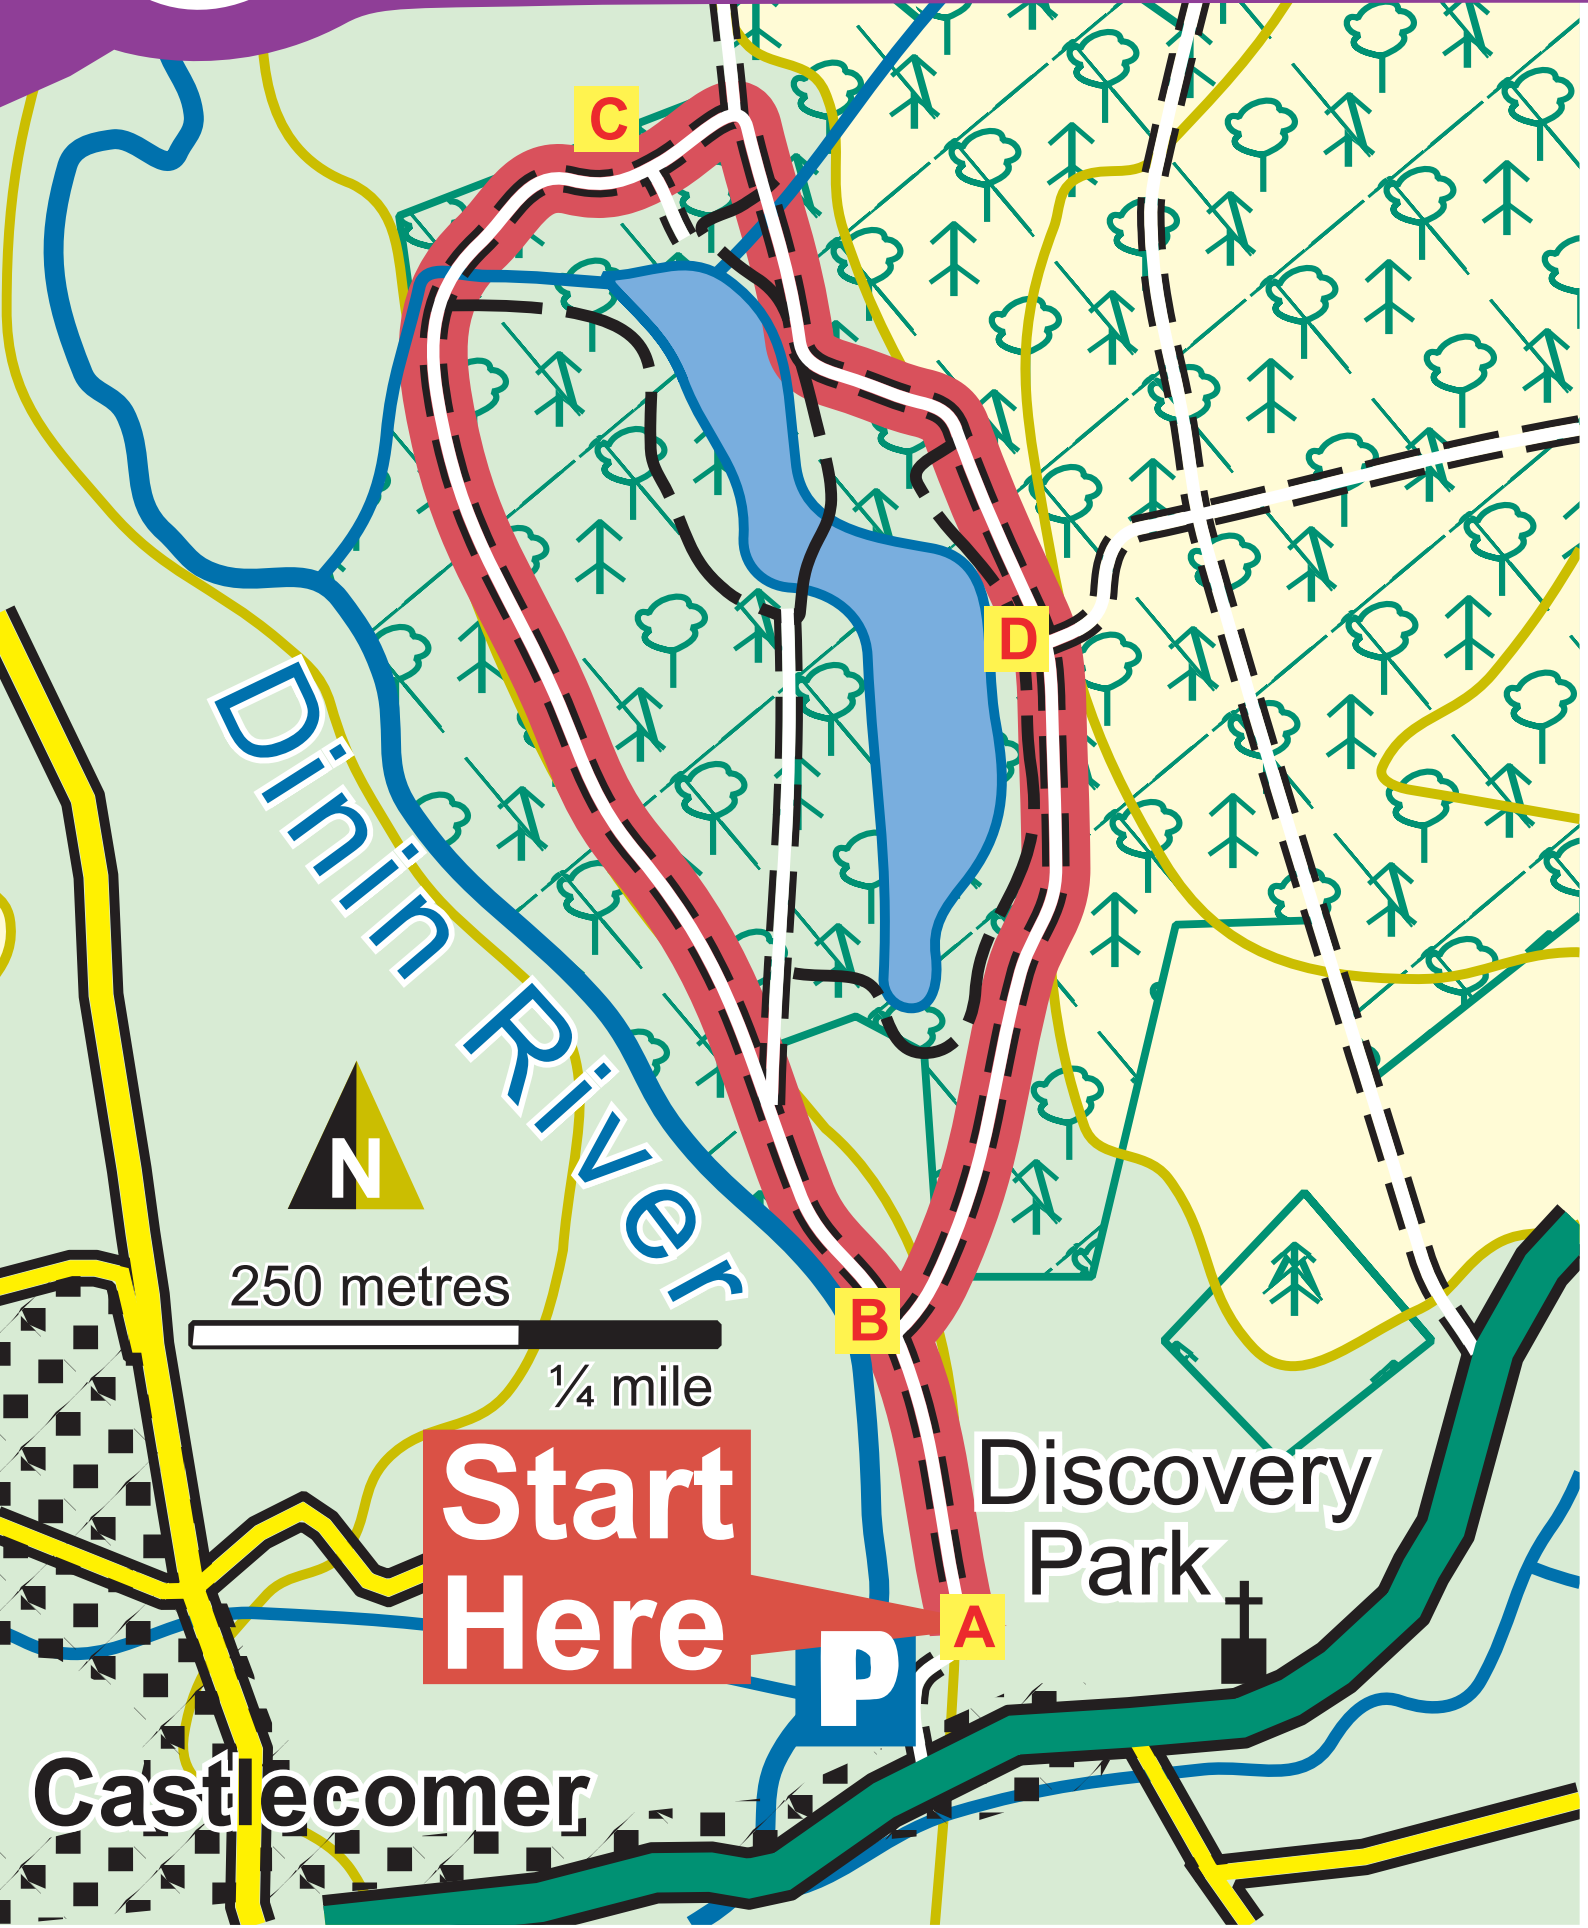 C
D
Dinin River
N
250 metres
¼ mile
B
Start
Here
Discovery
Park
A
P
Castlecomer